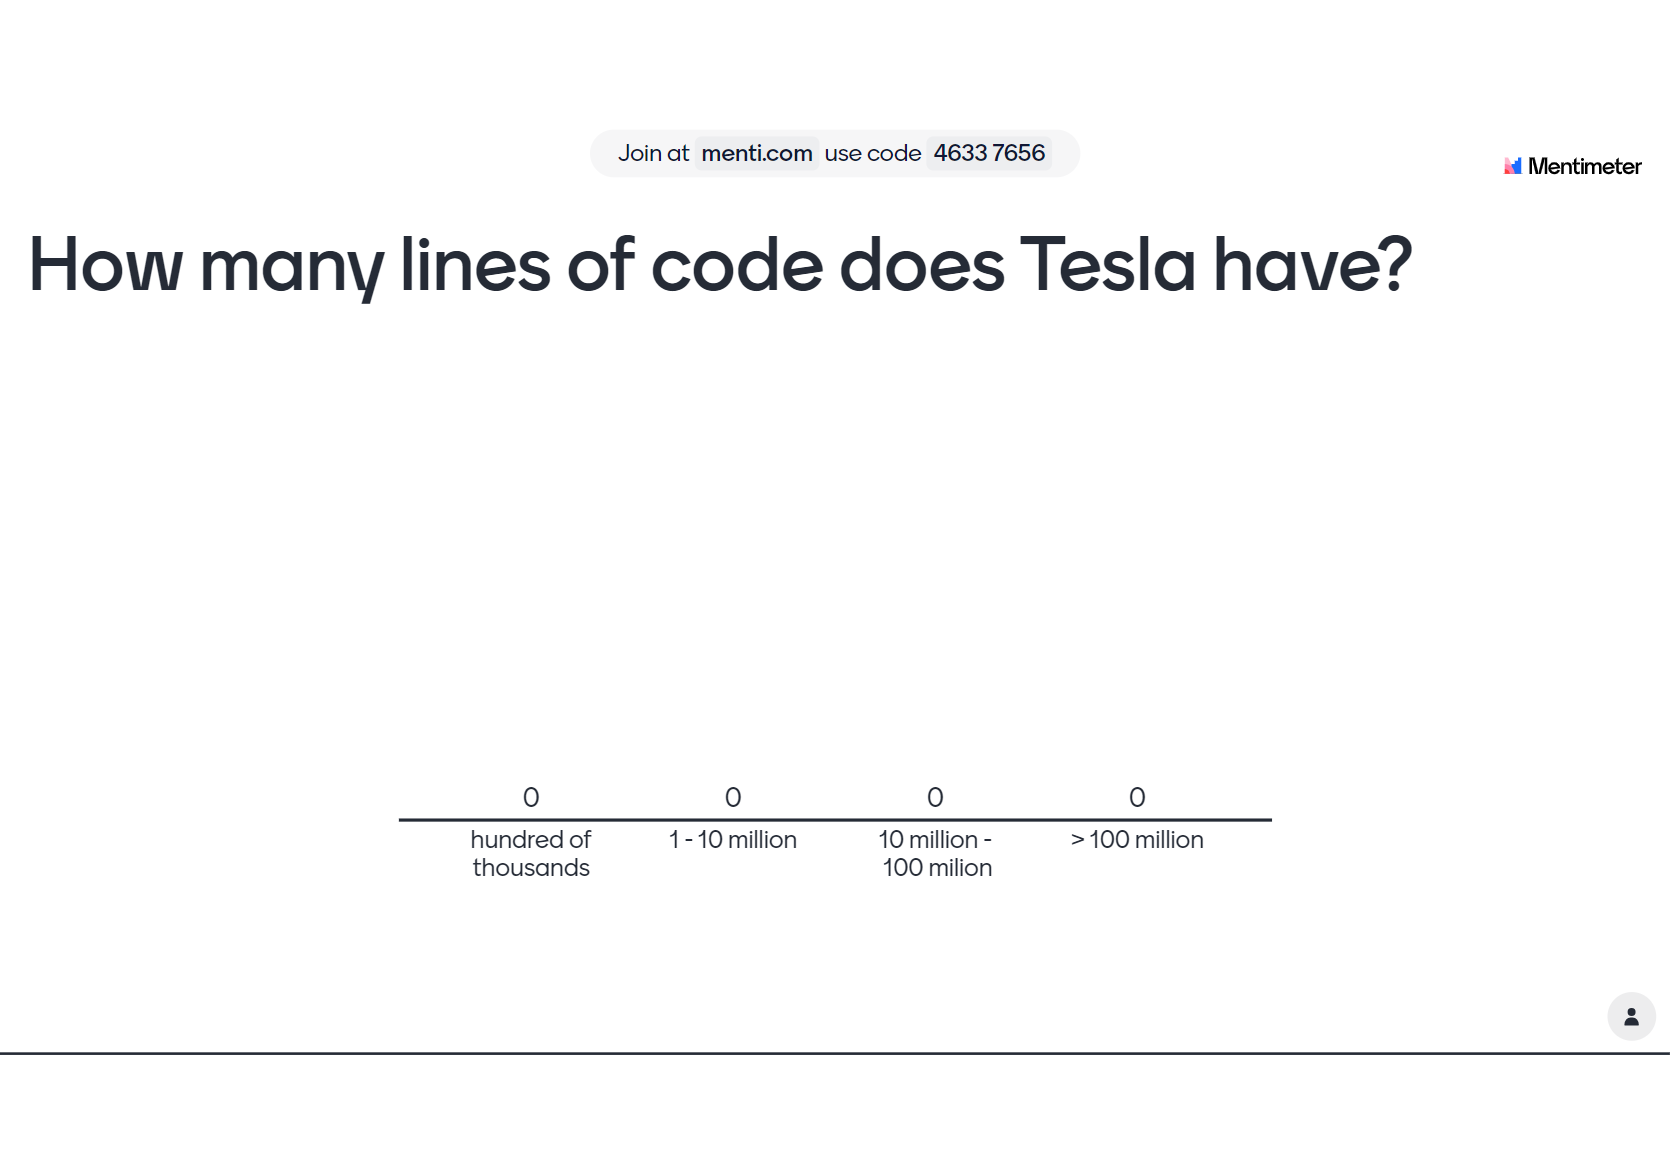 Join at menti.com use code 4633 7656
Mentimeter
How many lines of code does Tesla have?
0 0 0 0
hundred of 1 - 10 million 10 million - > 100 million
thousands 100 milion